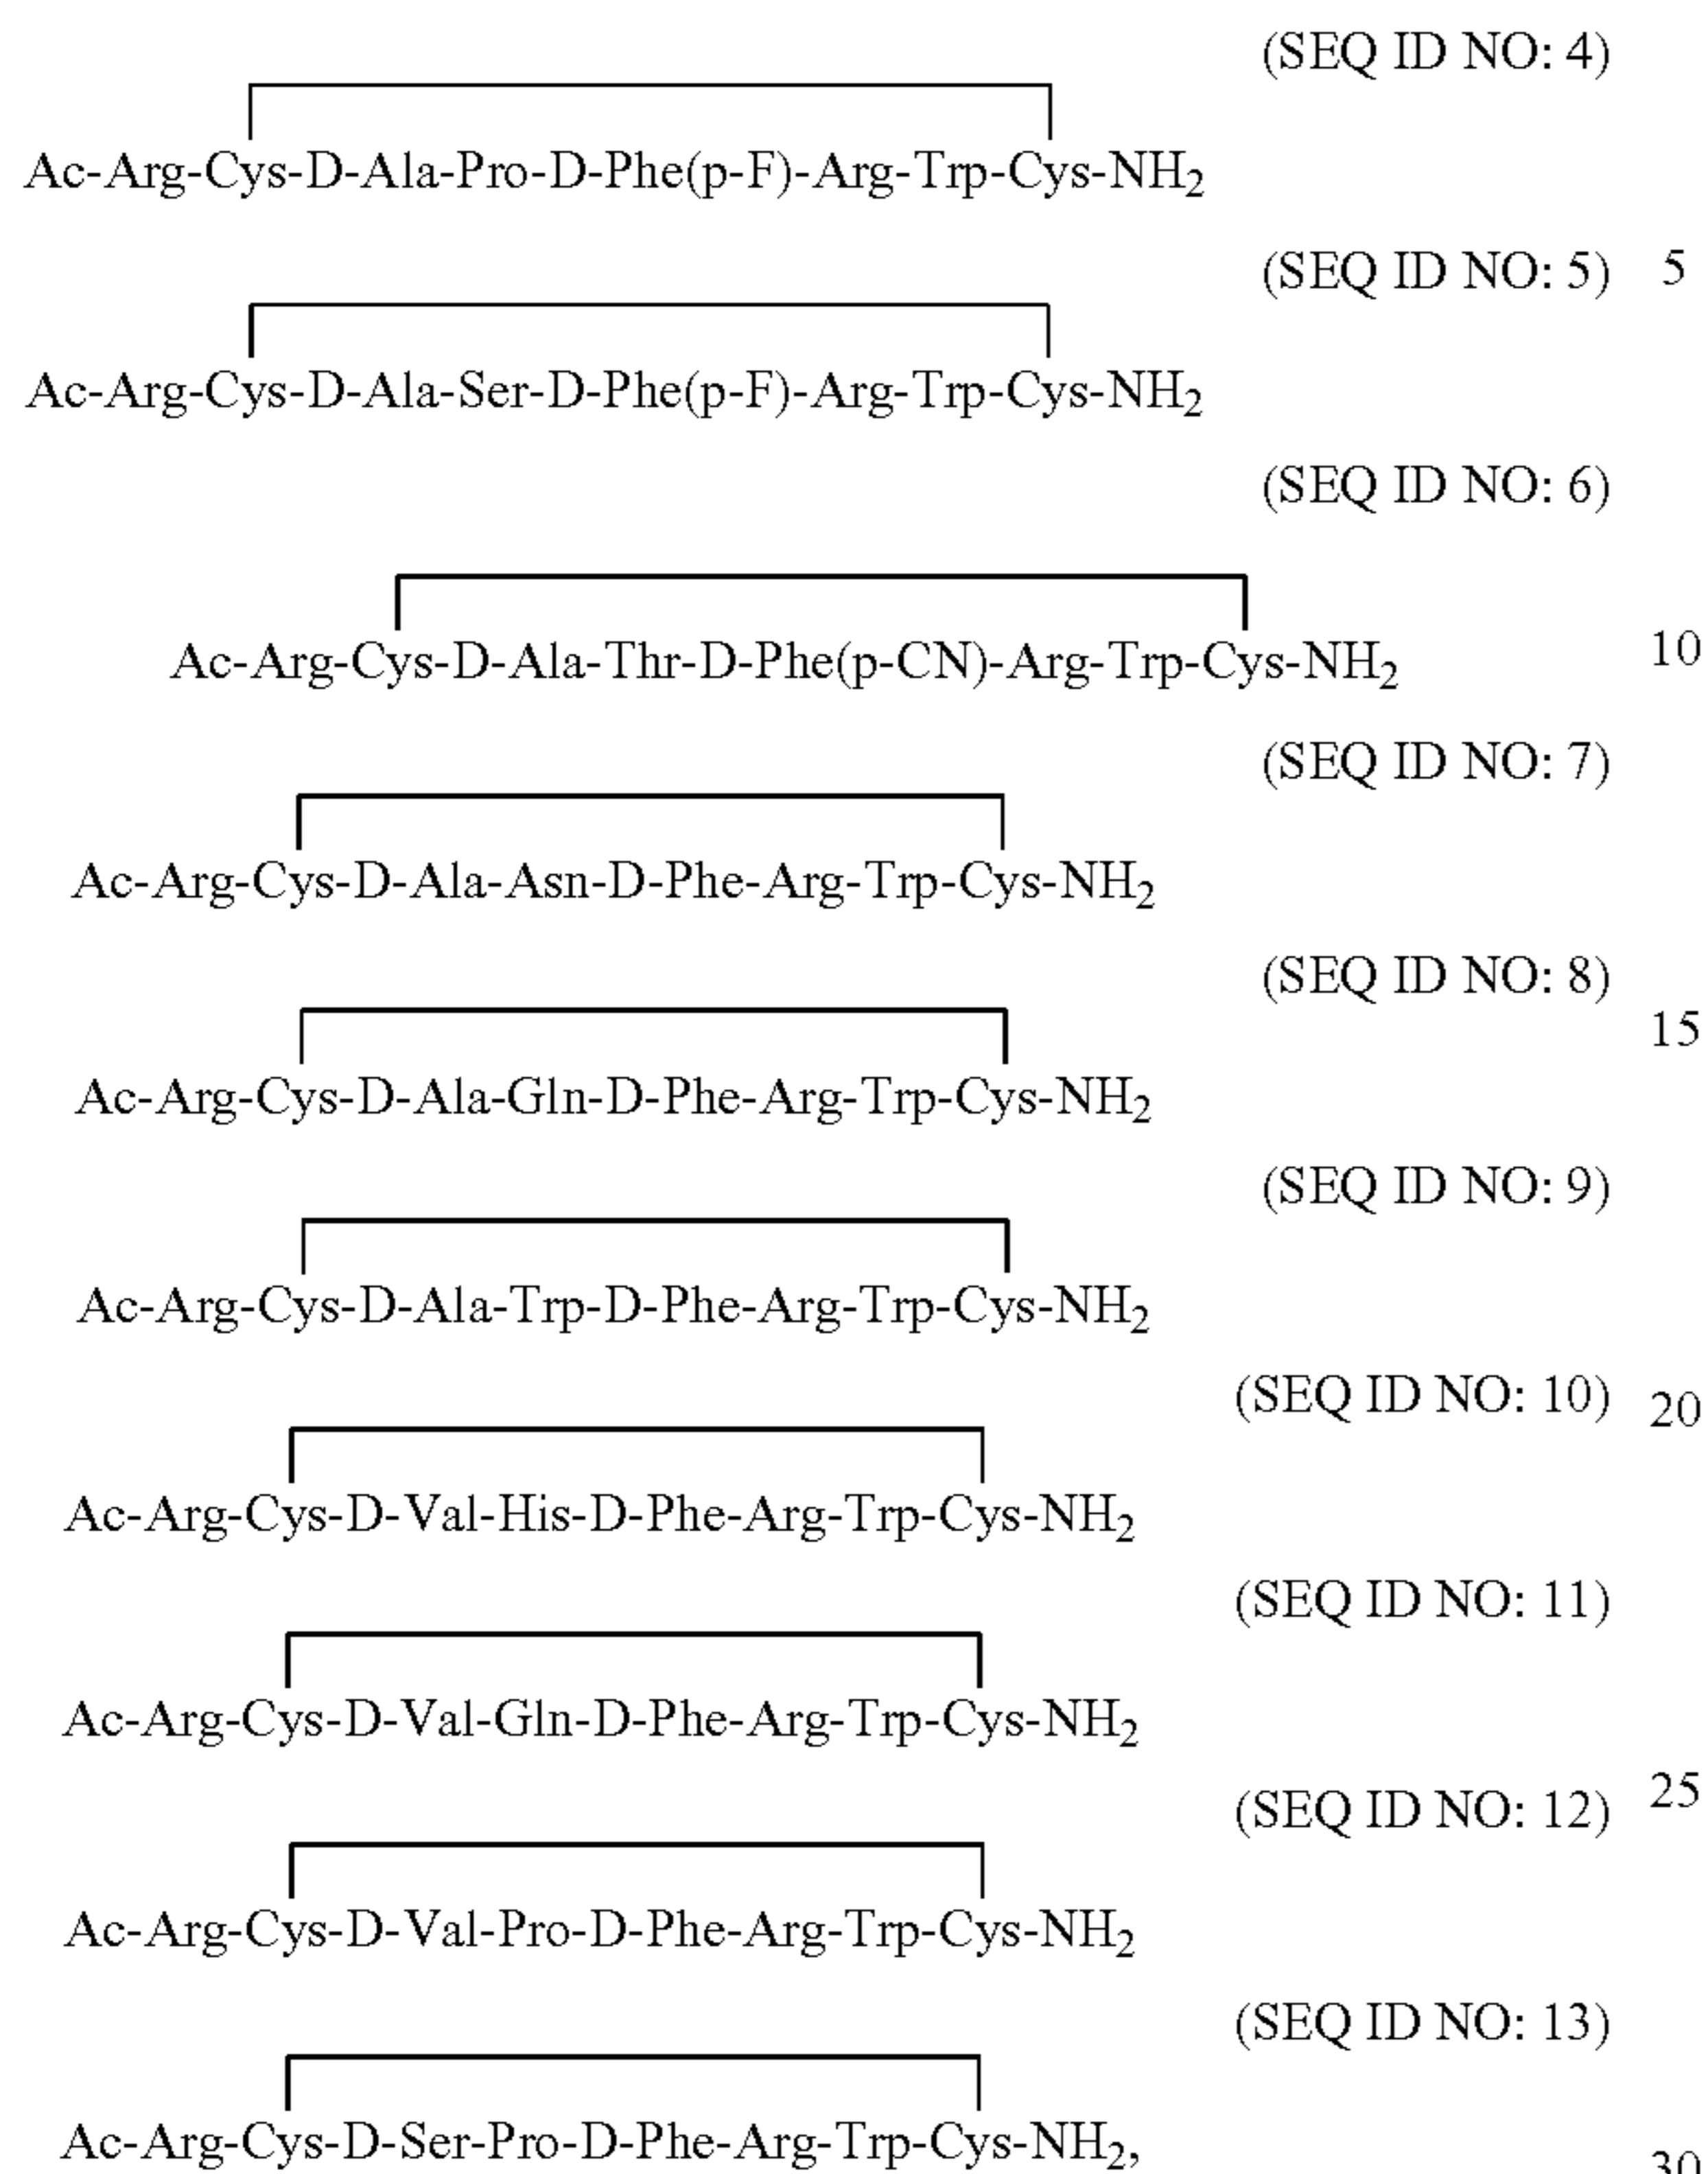 (SEQ ID NO: 4)
Ac-Arg-Cys-D-Ala-Pro-D-Phe(p-F)-Arg-Trp-Cys-NH2
(SEQ ID NO: 5) 5
Ac-Arg-Cys-D-Ala-Ser-D-Phe(p-F)-Arg-Trp-Cys-NH2
(SEQ ID NO: 6)
Ac-Arg-Cys-D-Ala-Thr-D-Phe(p-CN)-Arg-Trp-Cys-NH2 10
(SEQ ID NO: 7)
Ac-Arg-Cys-D-Ala-Asn-D-Phe-Arg-Trp-Cys-NH2
(SEQ ID NO: 8)
15
Ac-Arg-Cys-D-Ala-Gln-D-Phe-Arg-Trp-Cys-NH2
(SEQ ID NO: 9)
Ac-Arg-Cys-D-Ala-Trp-D-Phe-Arg-Trp-Cys-NH2
(SEQ ID NO: 10) 20
Ac-Arg-Cys-D-Val-His-D-Phe-Arg-Trp-Cys-NH2
(SEQ ID NO: 11)
Ac-Arg-Cys-D-Val-Gln-D-Phe-Arg-Trp-Cys-NH2
(SEQ ID NO: 12) 25
Ac-Arg-Cys-D-Val-Pro-D-Phe-Arg-Trp-Cys-NH2
(SEQ ID NO: 13)
Ac-Arg-Cys-D-Ser-Pro-D-Phe-Arg-Trp-Cys-NH2, 30